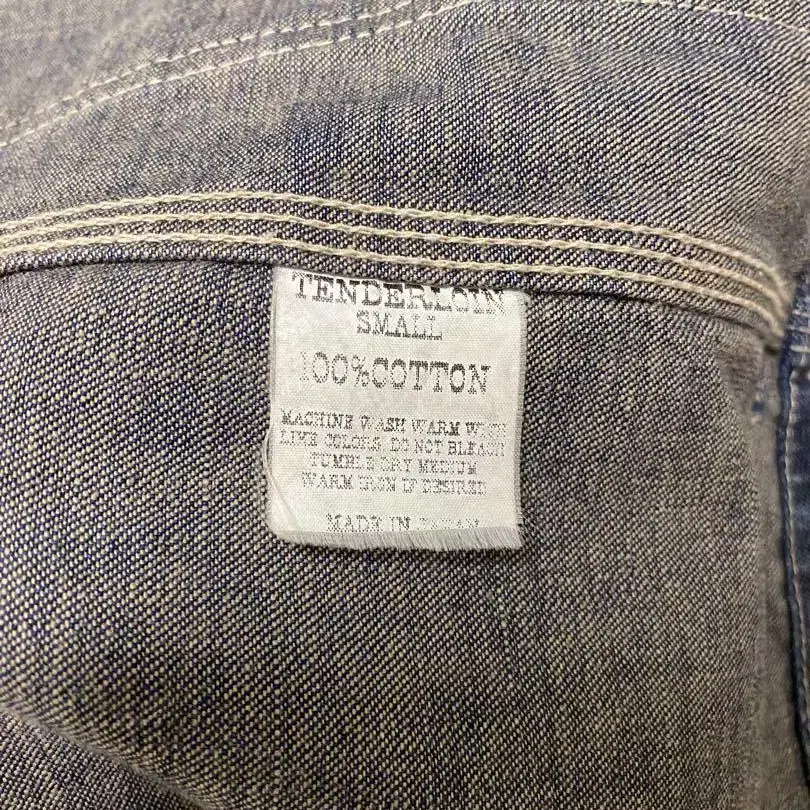 TENDERLOIN
SMALL
100%COTTON
MACHINE WASH WARM WITH
LIKE COLORS. DO NOT BLEACH
TUMBLE DRY MEDIUM
WARM IRON IF DESIRED
MADE IN JAPAN